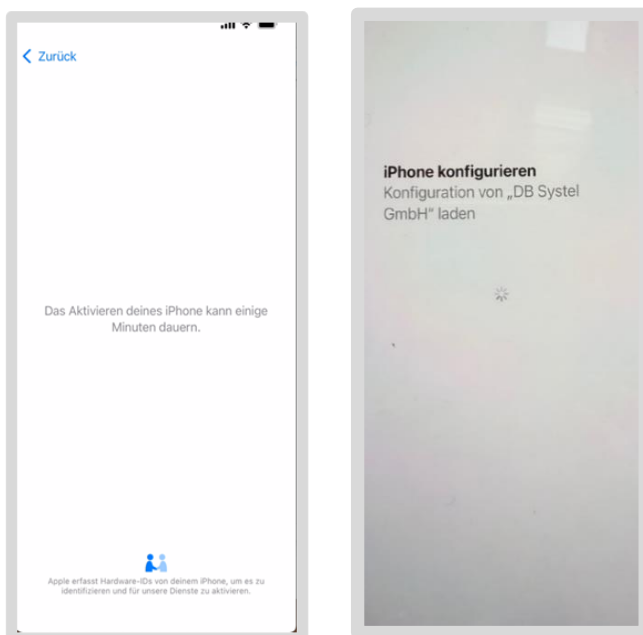 Zurück
Das Aktivieren deines iPhone kann einige
Minuten dauern.
Apple erfasst Hardware-IDs von deinem iPhone, um es zu
identifizieren und für unsere Dienste zu aktivieren.
iPhone konfigurieren
Konfiguration von „DB Systel
GmbH“ laden